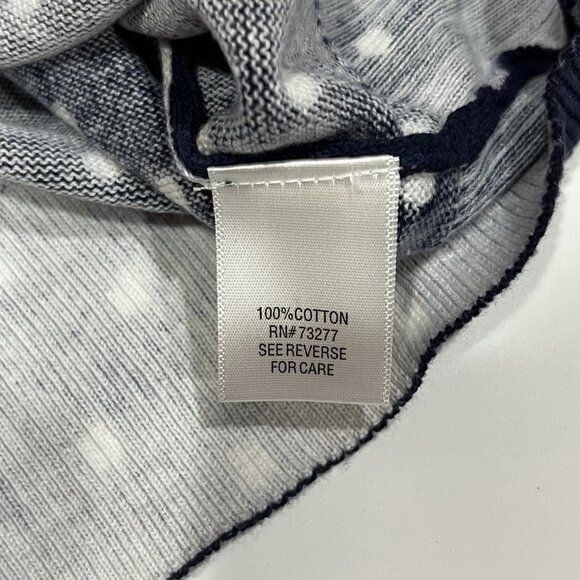 100%COTTON
RN#73277
SEE REVERSE
FOR CARE